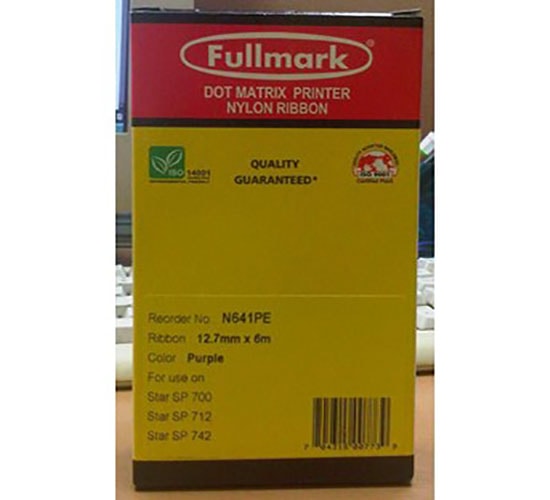 Fullmark ®
DOT MATRIX PRINTER
NYLON RIBBON
ISO 14001
QUALITY
GUARANTEED*
ISO 9001
Reorder No N641PE
Ribbon 12.7mm x 6m
Color Purple
For use on
Star SP 700
Star SP 712
Star SP 742